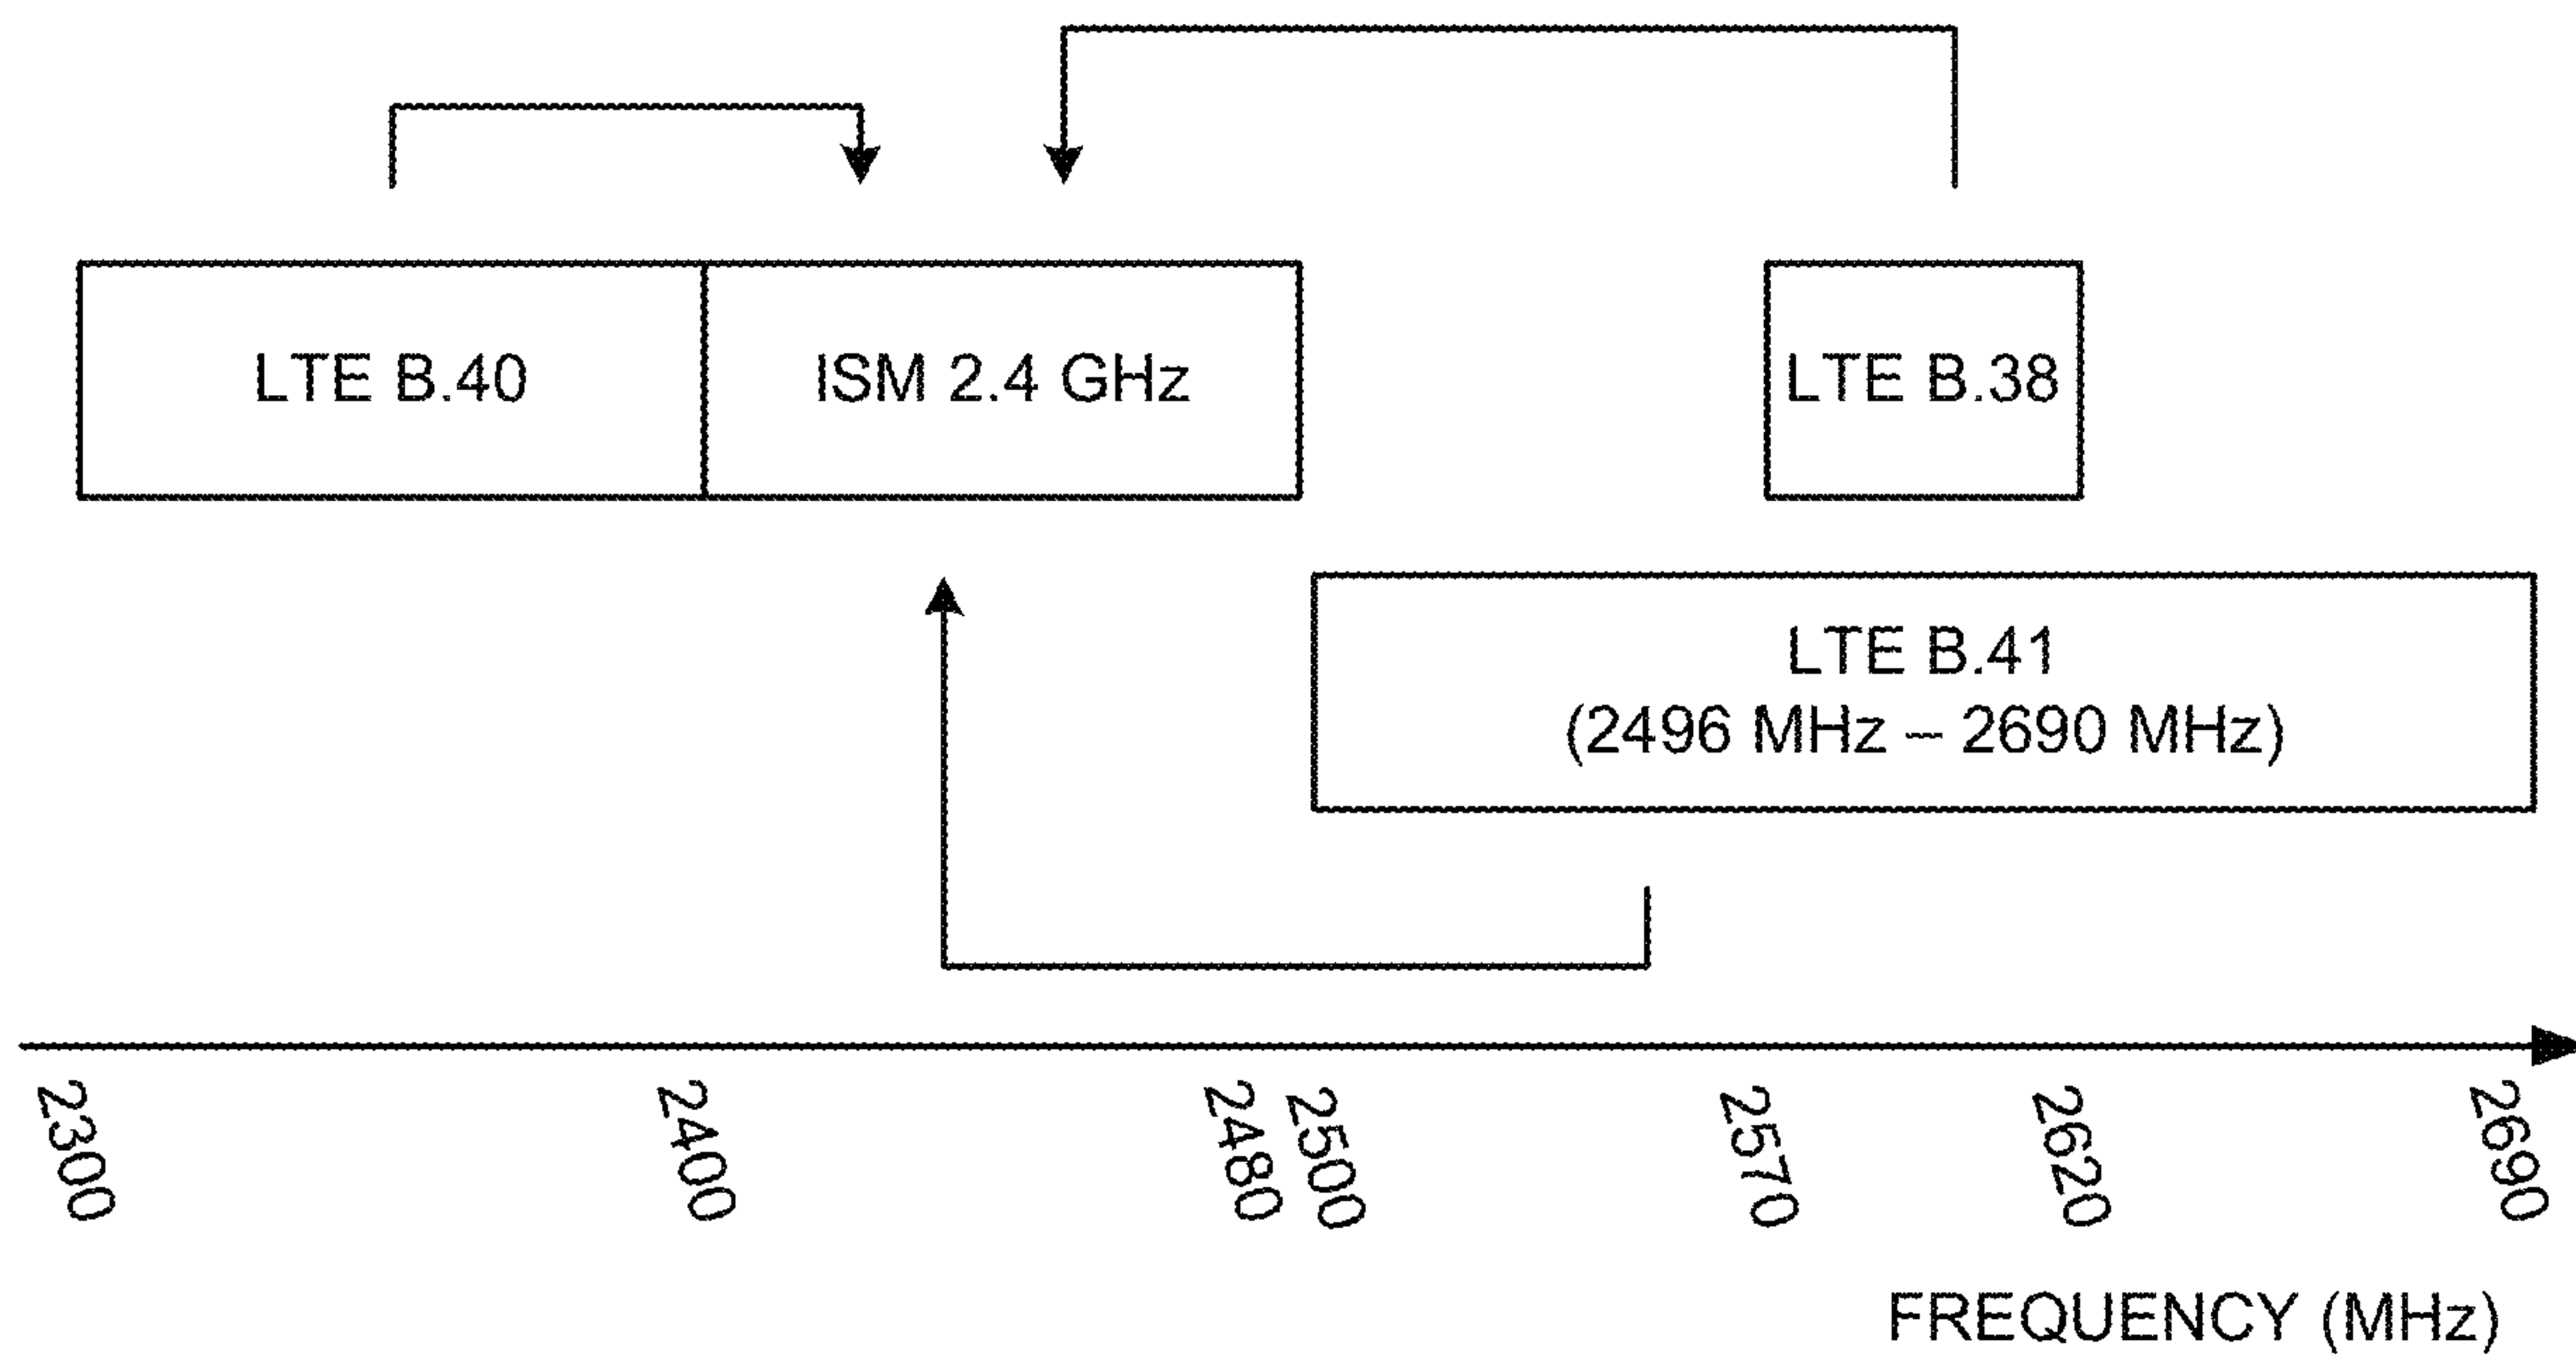 LTE B.40
ISM 2.4 GHz
LTE B.38
LTE B.41
(2496 MHz – 2690 MHz)
2300
2400
2480
2500
2570
2620
2690
FREQUENCY (MHz)